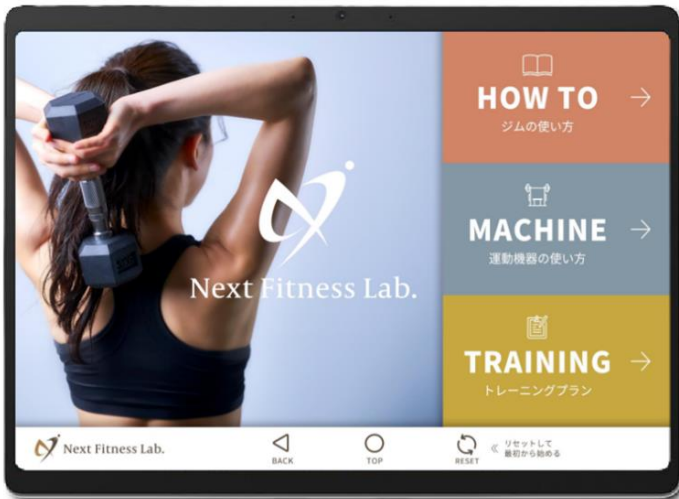 Next Fitness Lab.
HOW TO
ジムの使い方
MACHINE
運動機器の使い方
TRAINING
トレーニングプラン
Next Fitness Lab.
BACK
TOP
RESET
リセットして
最初から始める